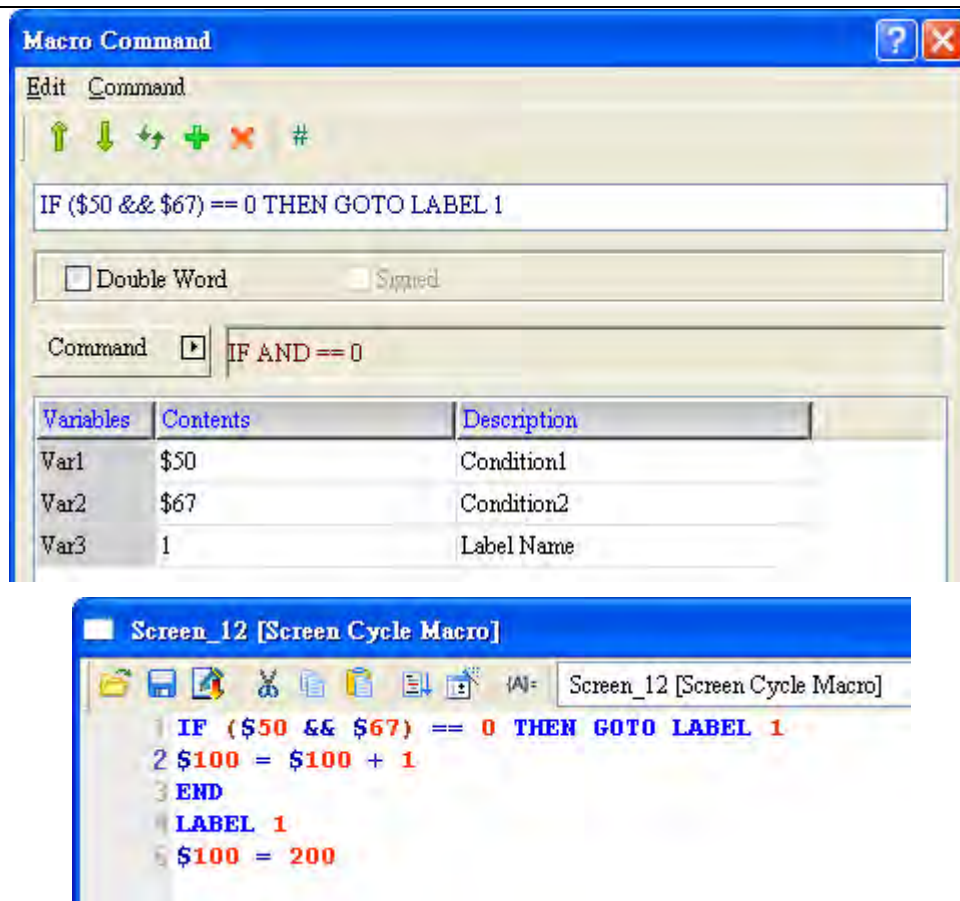 Macro Command
Edit Command
#
IF ($50 && $67) == 0 THEN GOTO LABEL 1
Double Word Signed
Command IF AND == 0
Variables Contents Description
Var1 $50 Condition1
Var2 $67 Condition2
Var3 1 Label Name
Screen_12 [Screen Cycle Macro]
{A}= Screen_12 [Screen Cycle Macro]
1 IF ($50 && $67) == 0 THEN GOTO LABEL 1
2 $100 = $100 + 1
3 END
4 LABEL 1
5 $100 = 200